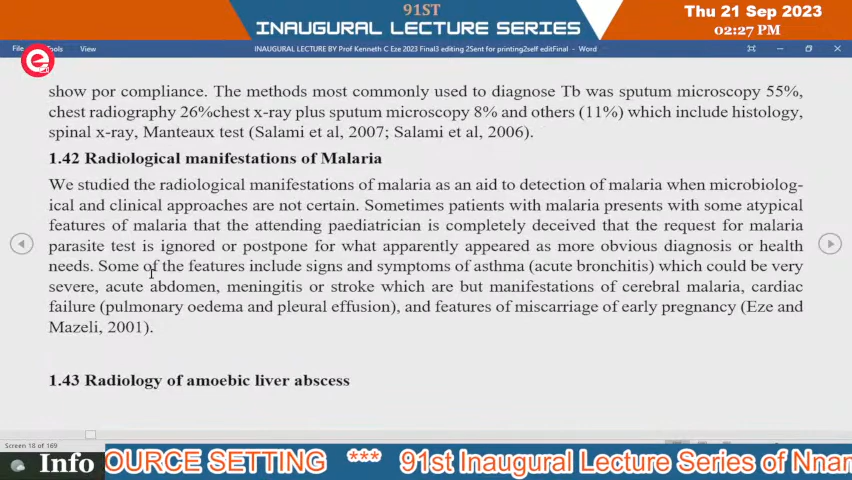 91ST
INAUGURAL LECTURE SERIES
Thu 21 Sep 2023
02:27 PM
File Tools View
INAUGURAL LECTURE BY Prof Kenneth C Eze 2023 Final3 editing 2Sent for printing2self editFinal - Word
show por compliance. The methods most commonly used to diagnose Tb was sputum microscopy 55%,
chest radiography 26%chest x-ray plus sputum microscopy 8% and others (11%) which include histology,
spinal x-ray, Manteaux test (Salami et al, 2007; Salami et al, 2006).
1.42 Radiological manifestations of Malaria
We studied the radiological manifestations of malaria as an aid to detection of malaria when microbiolog-
ical and clinical approaches are not certain. Sometimes patients with malaria presents with some atypical
features of malaria that the attending paediatrician is completely deceived that the request for malaria
parasite test is ignored or postpone for what apparently appeared as more obvious diagnosis or health
needs. Some of the features include signs and symptoms of asthma (acute bronchitis) which could be very
severe, acute abdomen, meningitis or stroke which are but manifestations of cerebral malaria, cardiac
failure (pulmonary oedema and pleural effusion), and features of miscarriage of early pregnancy (Eze and
Mazeli, 2001).
1.43 Radiology of amoebic liver abscess
Screen 18 of 169
Info OURCE SETTING *** 91st Inaugural Lecture Series of Nnan